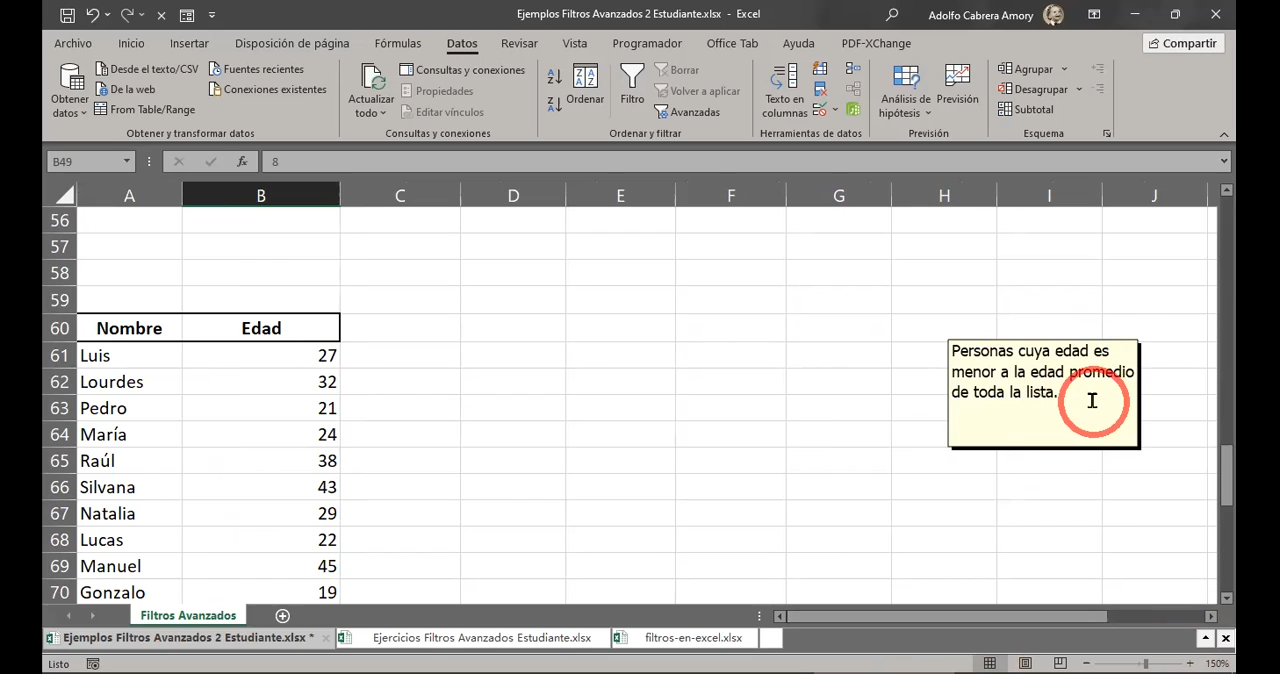 Ejemplos Filtros Avanzados 2 Estudiante.xlsx - Excel
Adolfo Cabrera Amory
Archivo Inicio Insertar Disposición de página Fórmulas Datos Revisar Vista Programador Office Tab Ayuda PDF-XChange Compartir
Obtener datos
Desde el texto/CSV
De la web
From Table/Range
Fuentes recientes
Conexiones existentes
Obtener y transformar datos
Actualizar todo
Consultas y conexiones
Propiedades
Editar vínculos
Consultas y conexiones
Ordenar
Filtro
Borrar
Volver a aplicar
Avanzadas
Ordenar y filtrar
Texto en columnas
Herramientas de datos
Análisis de hipótesis
Previsión
Previsión
Agrupar
Desagrupar
Subtotal
Esquema
B49 fx 8
A B C D E F G H I J
56
57
58
59
60 Nombre Edad
61 Luis 27
62 Lourdes 32
63 Pedro 21
64 María 24
65 Raúl 38
66 Silvana 43
67 Natalia 29
68 Lucas 22
69 Manuel 45
70 Gonzalo 19
Personas cuya edad es
menor a la edad promedio
de toda la lista.
Filtros Avanzados
Ejemplos Filtros Avanzados 2 Estudiante.xlsx * Ejercicios Filtros Avanzados Estudiante.xlsx filtros-en-excel.xlsx
Listo 150%